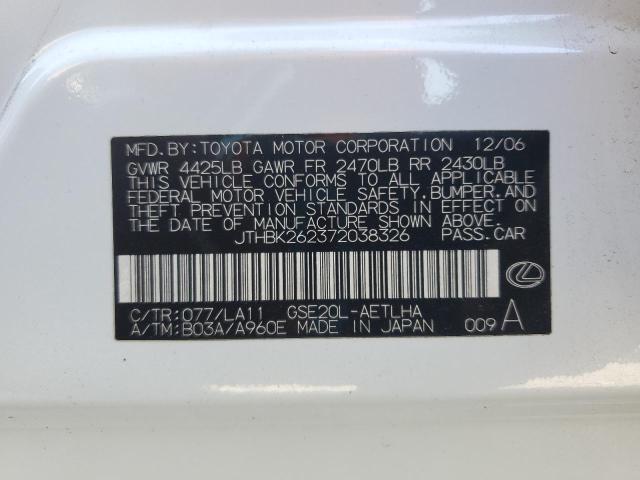 MFD. BY: TOYOTA MOTOR CORPORATION 12/06
GVWR 4425LB GAWR FR 2470LB RR 2430LB
THIS VEHICLE CONFORMS TO ALL APPLICABLE
FEDERAL MOTOR VEHICLE SAFETY, BUMPER, AND
THEFT PREVENTION STANDARDS IN EFFECT ON
THE DATE OF MANUFACTURE SHOWN ABOVE.
JTHBK262372038326 PASS. CAR
C/TR: 077/LA11 GSE20L-AETLHA
A/TM: B03A/A960E MADE IN JAPAN 009 A